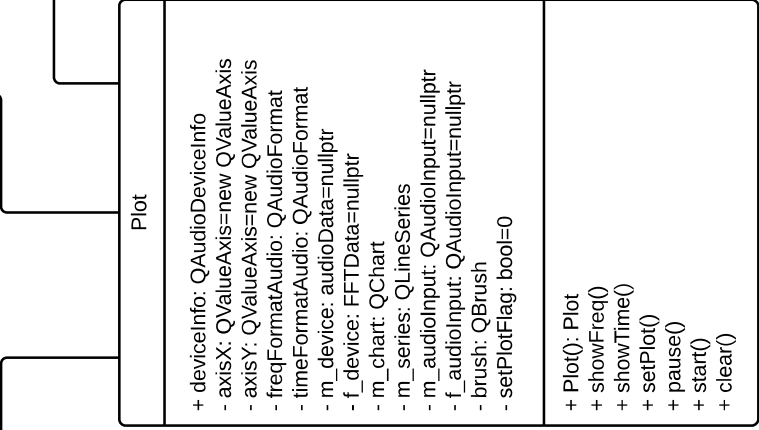 Plot
+ deviceInfo: QAudioDeviceInfo
- axisX: QValueAxis=new QValueAxis
- axisY: QValueAxis=new QValueAxis
- freqFormatAudio: QAudioFormat
- timeFormatAudio: QAudioFormat
- m_device: audioData=nullptr
- f_device: FFTData=nullptr
- m_chart: QChart
- m_series: QLineSeries
- m_audioInput: QAudioInput=nullptr
- f_audioInput: QAudioInput=nullptr
- brush: QBrush
- setPlotFlag: bool=0
+ Plot(): Plot
+ showFreq()
+ showTime()
+ setPlot()
+ pause()
+ start()
+ clear()